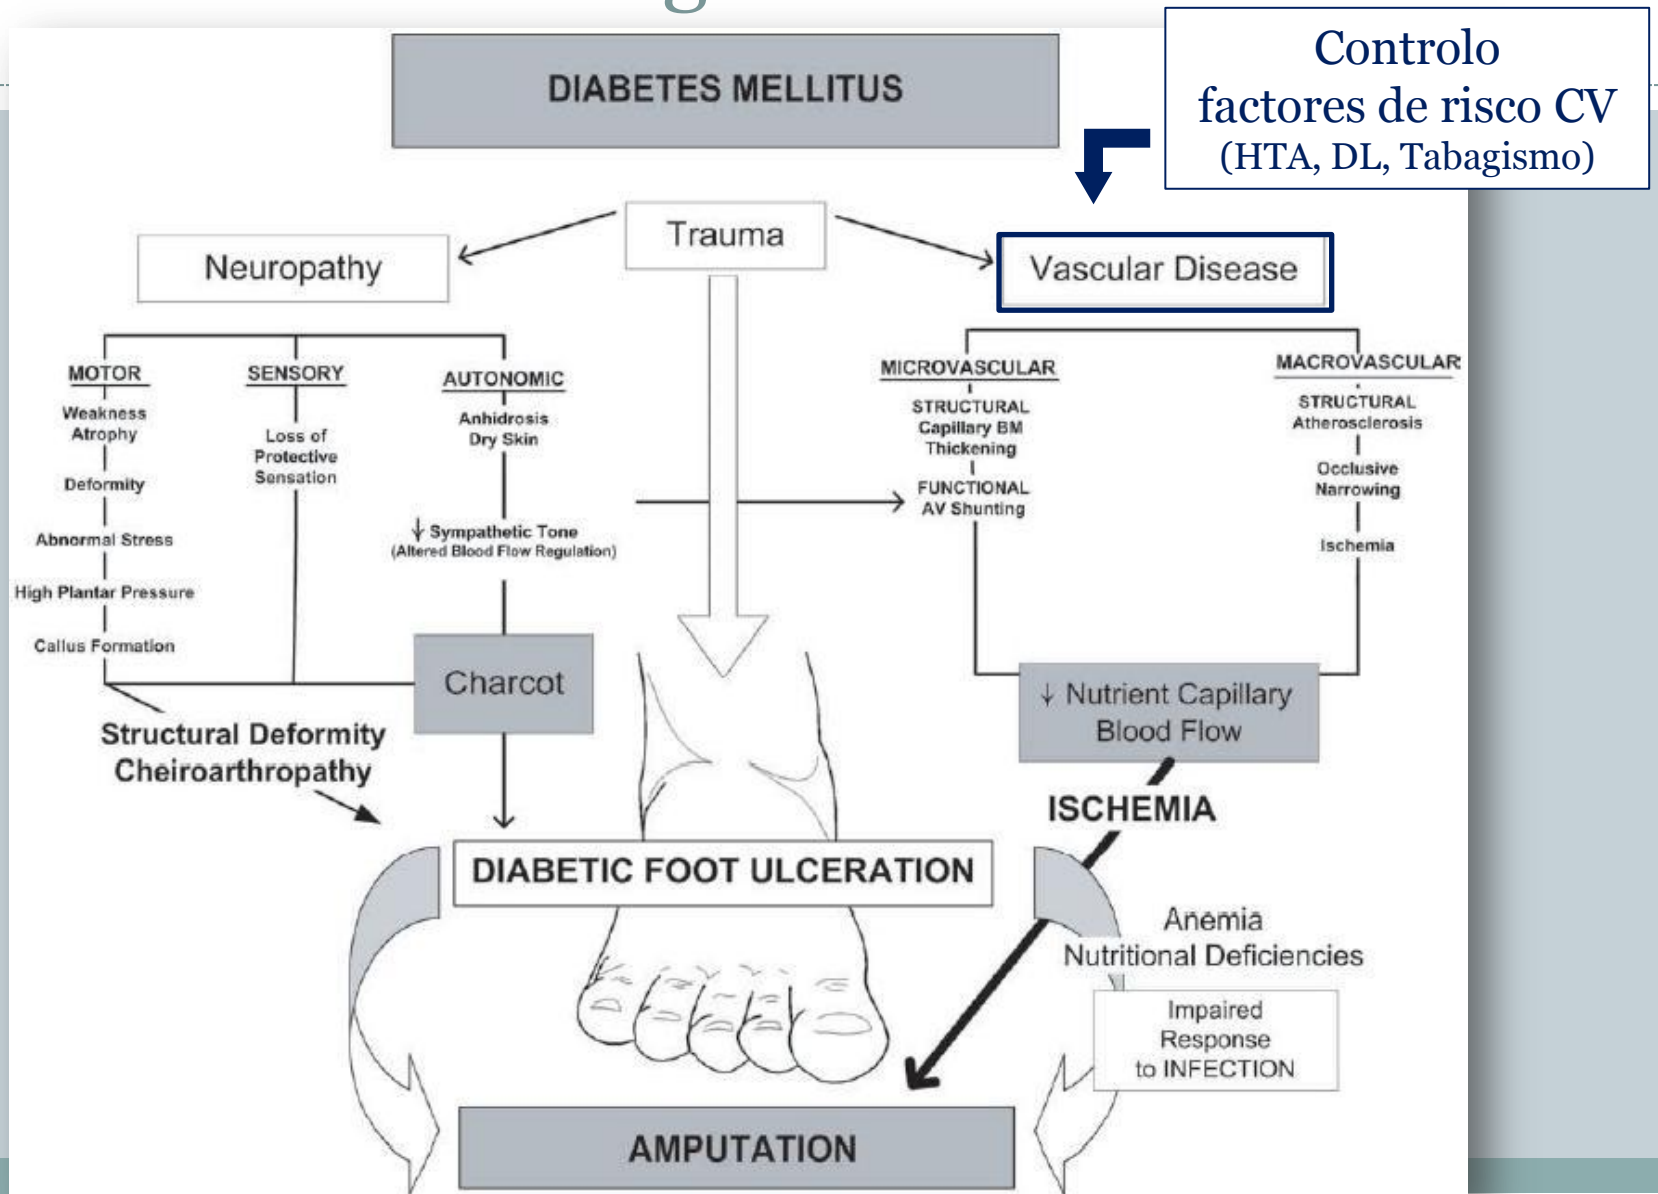 DIABETES MELLITUS
Controlo
factores de risco CV
(HTA, DL, Tabagismo)
Trauma
Neuropathy
Vascular Disease
MOTOR
Weakness
Atrophy
Deformity
Abnormal Stress
High Plantar Pressure
Callus Formation
SENSORY
Loss of
Protective
Sensation
AUTONOMIC
Anhidrosis
Dry Skin
↓ Sympathetic Tone
(Altered Blood Flow Regulation)
MICROVASCULAR
STRUCTURAL
Capillary BM
Thickening
FUNCTIONAL
AV Shunting
MACROVASCULAR
STRUCTURAL
Atherosclerosis
Occlusive
Narrowing
Ischemia
Charcot
↓ Nutrient Capillary
Blood Flow
Structural Deformity
Cheiroarthropathy
ISCHEMIA
DIABETIC FOOT ULCERATION
Anemia
Nutritional Deficiencies
Impaired
Response
to INFECTION
AMPUTATION